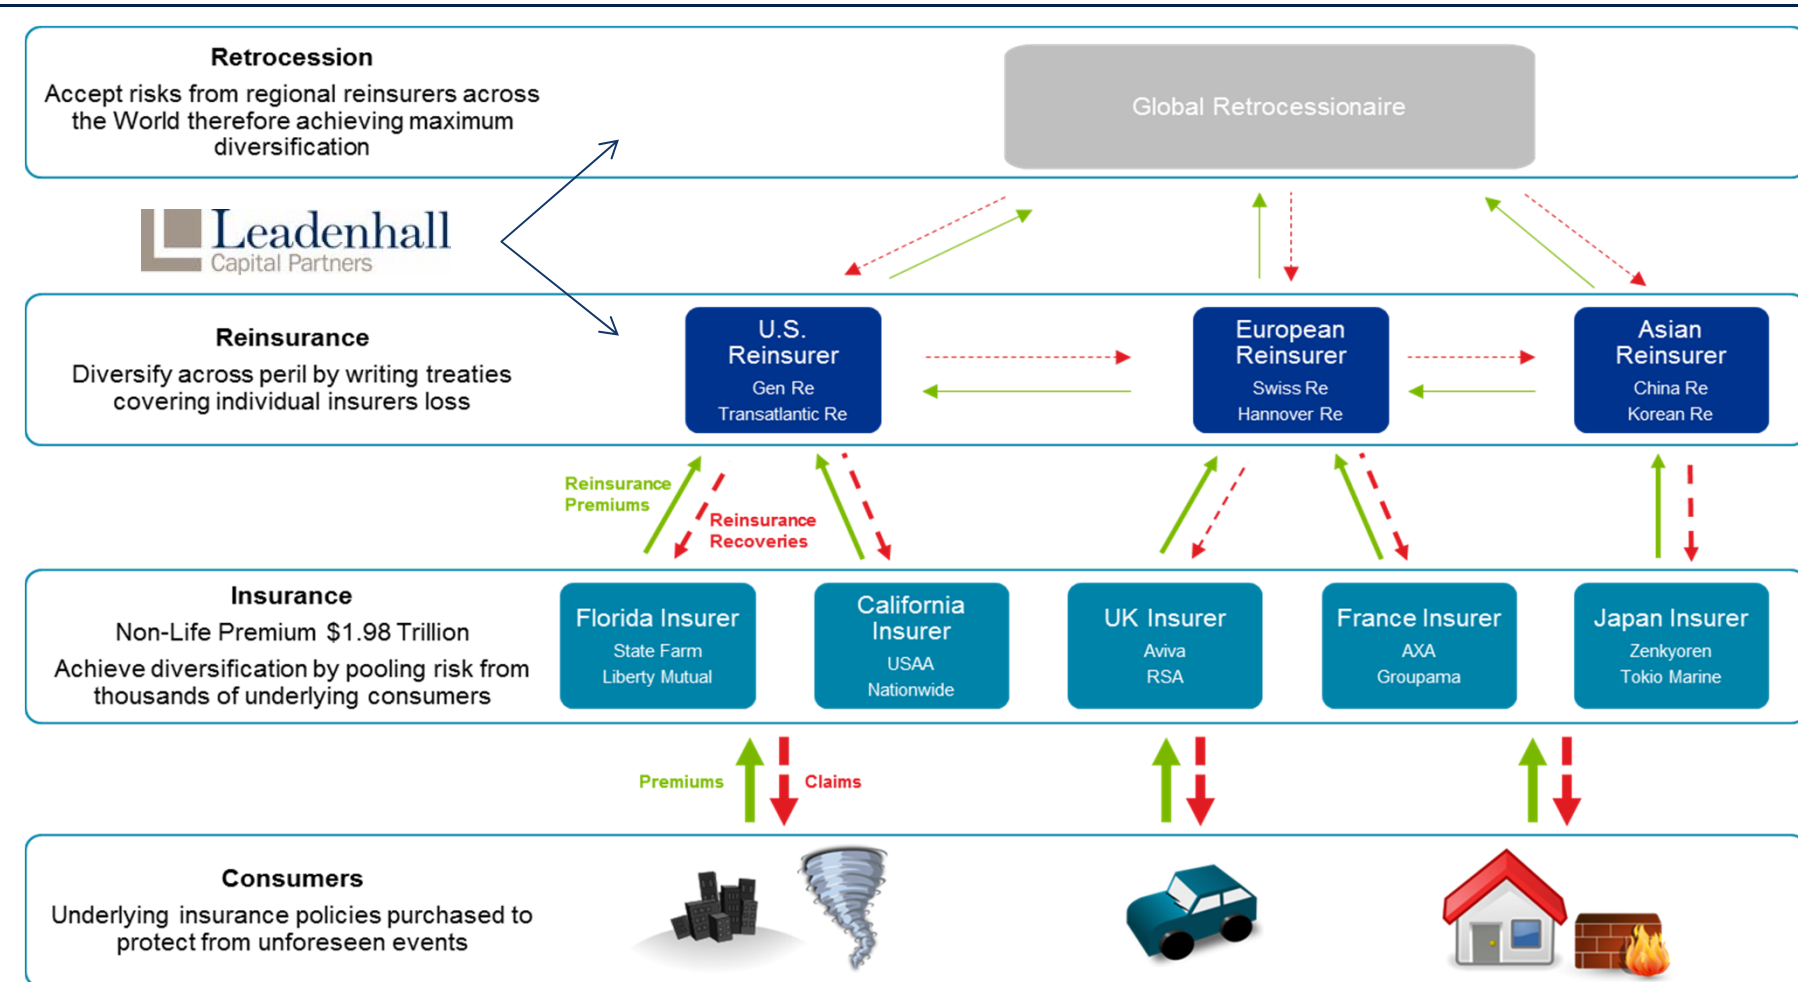 Retrocession
Accept risks from regional reinsurers across
the World therefore achieving maximum
diversification
Global Retrocessionaire
Leadenhall
Capital Partners
Reinsurance
Diversify across peril by writing treaties
covering individual insurers loss
U.S.
Reinsurer
Gen Re
Transatlantic Re
European
Reinsurer
Swiss Re
Hannover Re
Asian
Reinsurer
China Re
Korean Re
Reinsurance
Premiums
Reinsurance
Recoveries
Insurance
Non-Life Premium $1.98 Trillion
Achieve diversification by pooling risk from
thousands of underlying consumers
Florida Insurer
State Farm
Liberty Mutual
California
Insurer
USAA
Nationwide
UK Insurer
Aviva
RSA
France Insurer
AXA
Groupama
Japan Insurer
Zenkyoren
Tokio Marine
Premiums
Claims
Consumers
Underlying insurance policies purchased to
protect from unforeseen events